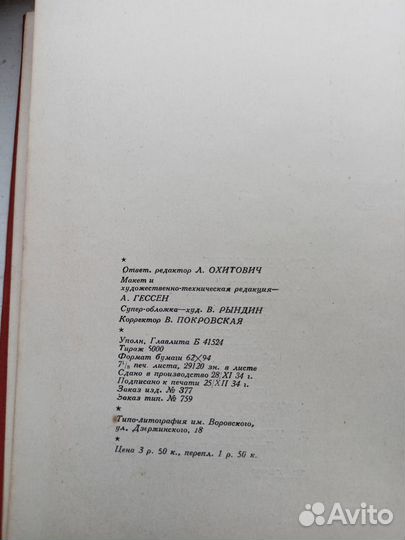 ★
Ответ. редактор Л. ОХИТОВИЧ
Макет и
художественно-техническая редакция—
А. ГЕССЕН
Супер-обложка—худ. В. РЫНДИН
Корректор В. ПОКРОВСКАЯ
★
Уполн. Главлита Б 41524
Тираж 5000
Формат бумаги 62×94
7⅛ печ. листа, 29120 зн. в листе
Сдано в производство 28/XI 34 г.
Подписано к печати 25/XII 34 г.
Заказ изд. № 377
Заказ тип. № 759
★
Типо-литография им. Воровского,
ул. Дзержинского, 18
★
Цена 3 р. 50 к., перепл. 1 р. 50 к.
Avito